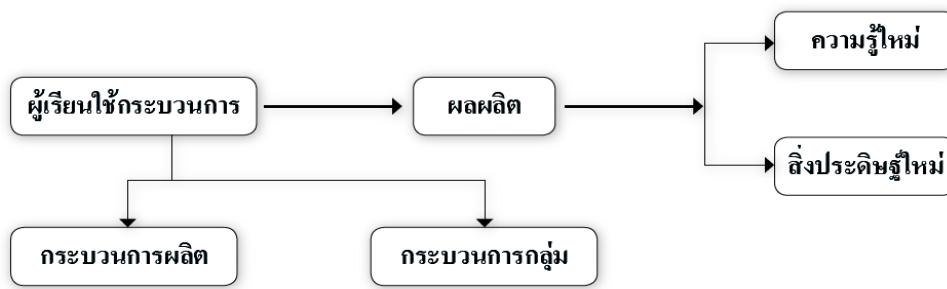 ความรู้ใหม่
ผู้เรียนใช้กระบวนการ
ผลผลิต
สิ่งประดิษฐ์ใหม่
กระบวนการผลิต
กระบวนการกลุ่ม